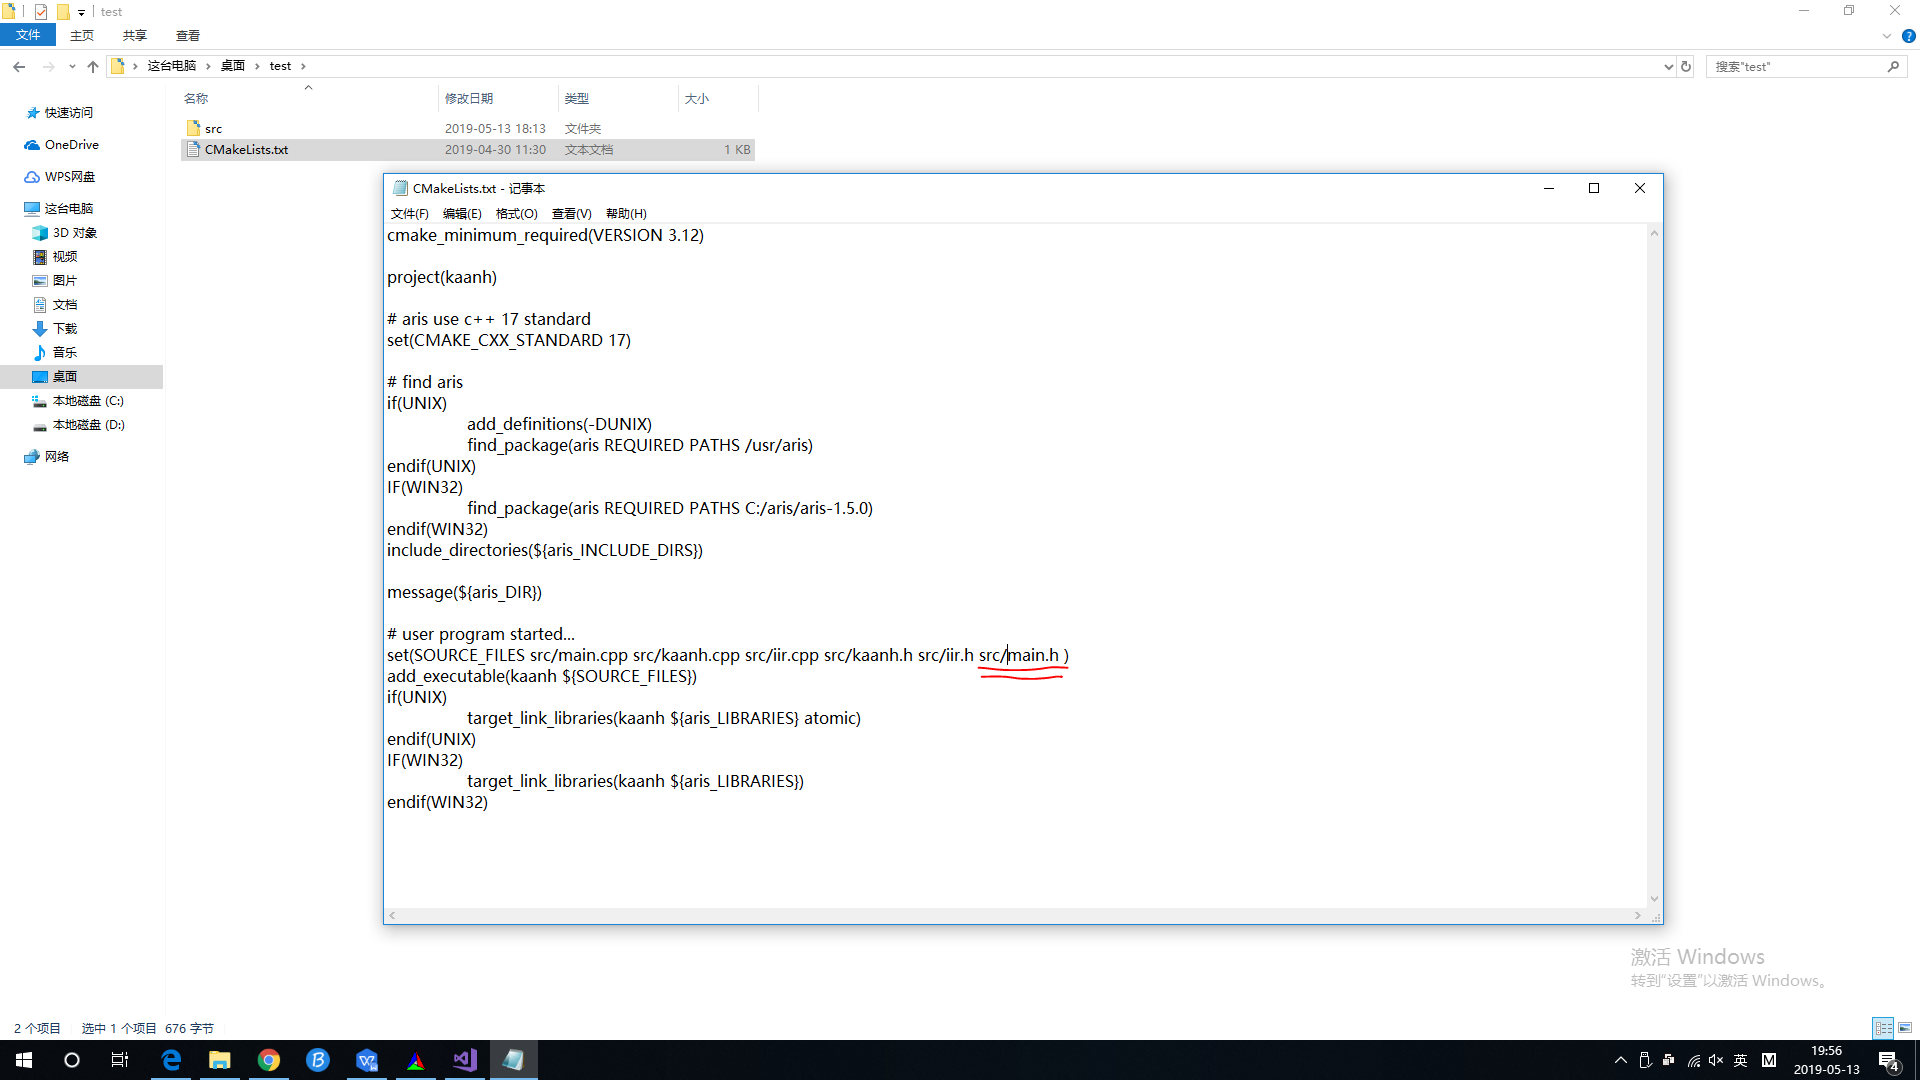 test
文件 主页 共享 查看
这台电脑 桌面 test
搜索"test"
名称 修改日期 类型 大小
src 2019-05-13 18:13 文件夹
CMakeLists.txt 2019-04-30 11:30 文本文档 1 KB
快速访问
OneDrive
WPS网盘
这台电脑
3D 对象
视频
图片
文档
下载
音乐
桌面
本地磁盘 (C:)
本地磁盘 (D:)
网络
CMakeLists.txt - 记事本
文件(F) 编辑(E) 格式(O) 查看(V) 帮助(H)
cmake_minimum_required(VERSION 3.12)
project(kaanh)
# aris use c++ 17 standard
set(CMAKE_CXX_STANDARD 17)
# find aris
if(UNIX)
add_definitions(-DUNIX)
find_package(aris REQUIRED PATHS /usr/aris)
endif(UNIX)
IF(WIN32)
find_package(aris REQUIRED PATHS C:/aris/aris-1.5.0)
endif(WIN32)
include_directories(${aris_INCLUDE_DIRS})
message(${aris_DIR})
# user program started...
set(SOURCE_FILES src/main.cpp src/kaanh.cpp src/iir.cpp src/kaanh.h src/iir.h src/main.h )
add_executable(kaanh ${SOURCE_FILES})
if(UNIX)
target_link_libraries(kaanh ${aris_LIBRARIES} atomic)
endif(UNIX)
IF(WIN32)
target_link_libraries(kaanh ${aris_LIBRARIES})
endif(WIN32)
激活 Windows
转到"设置"以激活 Windows。
2 个项目 选中 1 个项目 676 字节
英 M 19:56
2019-05-13 4